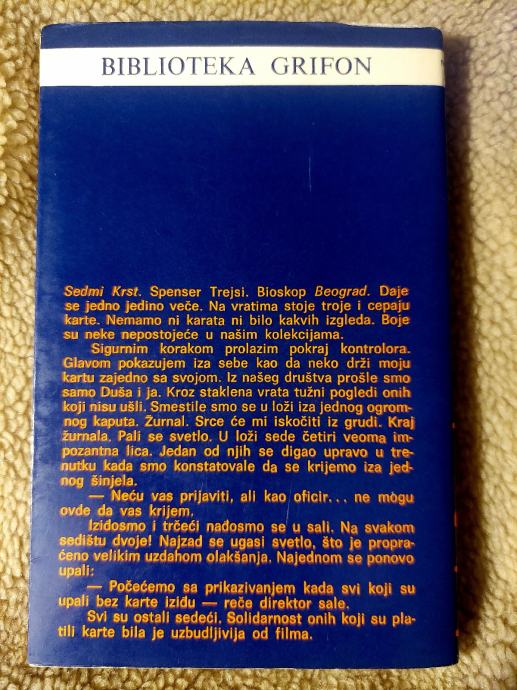 BIBLIOTEKA GRIFON
Sedmi Krst. Spenser Trejsi. Bioskop Beograd. Daje
se jedno jedino veče. Na vratima stoje troje i cepaju
karte. Nemamo ni karata ni bilo kakvih izgleda. Boje
su neke nepostojeće u našim kolekcijama.
Sigurnim korakom prolazim pokraj kontrolora.
Glavom pokazujem iza sebe kao da neko drži moju
kartu zajedno sa svojom. Iz našeg društva prošle smo
samo Duša i ja. Kroz staklena vrata tužni pogledi onih
koji nisu ušli. Smestile smo se u loži iza jednog ogrom-
nog kaputa. Žurnal. Srce će mi iskočiti iz grudi. Kraj
žurnala. Pali se svetlo. U loži sede četiri veoma im-
pozantna lica. Jedan od njih se digao upravo u tre-
nutku kada smo konstatovale da se krijemo iza jed-
nog šinjela.
— Neću vas prijaviti, ali kao oficir... ne mogu
ovde da vas krijem.
Iziđosmo i trčeći nađosmo se u sali. Na svakom
sedištu dvoje! Najzad se ugasi svetlo, što je propra-
ćeno velikim uzdahom olakšanja. Najednom se ponovo
upali:
— Počećemo sa prikazivanjem kada svi koji su
upali bez karte iziđu — reče direktor sale.
Svi su ostali sedeći. Solidarnost onih koji su pla-
tili karte bila je uzbudljivija od filma.